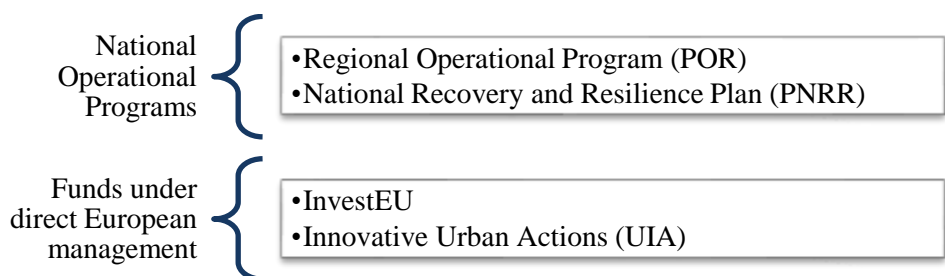 National
Operational
Programs
•Regional Operational Program (POR)
•National Recovery and Resilience Plan (PNRR)
Funds under
direct European
management
•InvestEU
•Innovative Urban Actions (UIA)